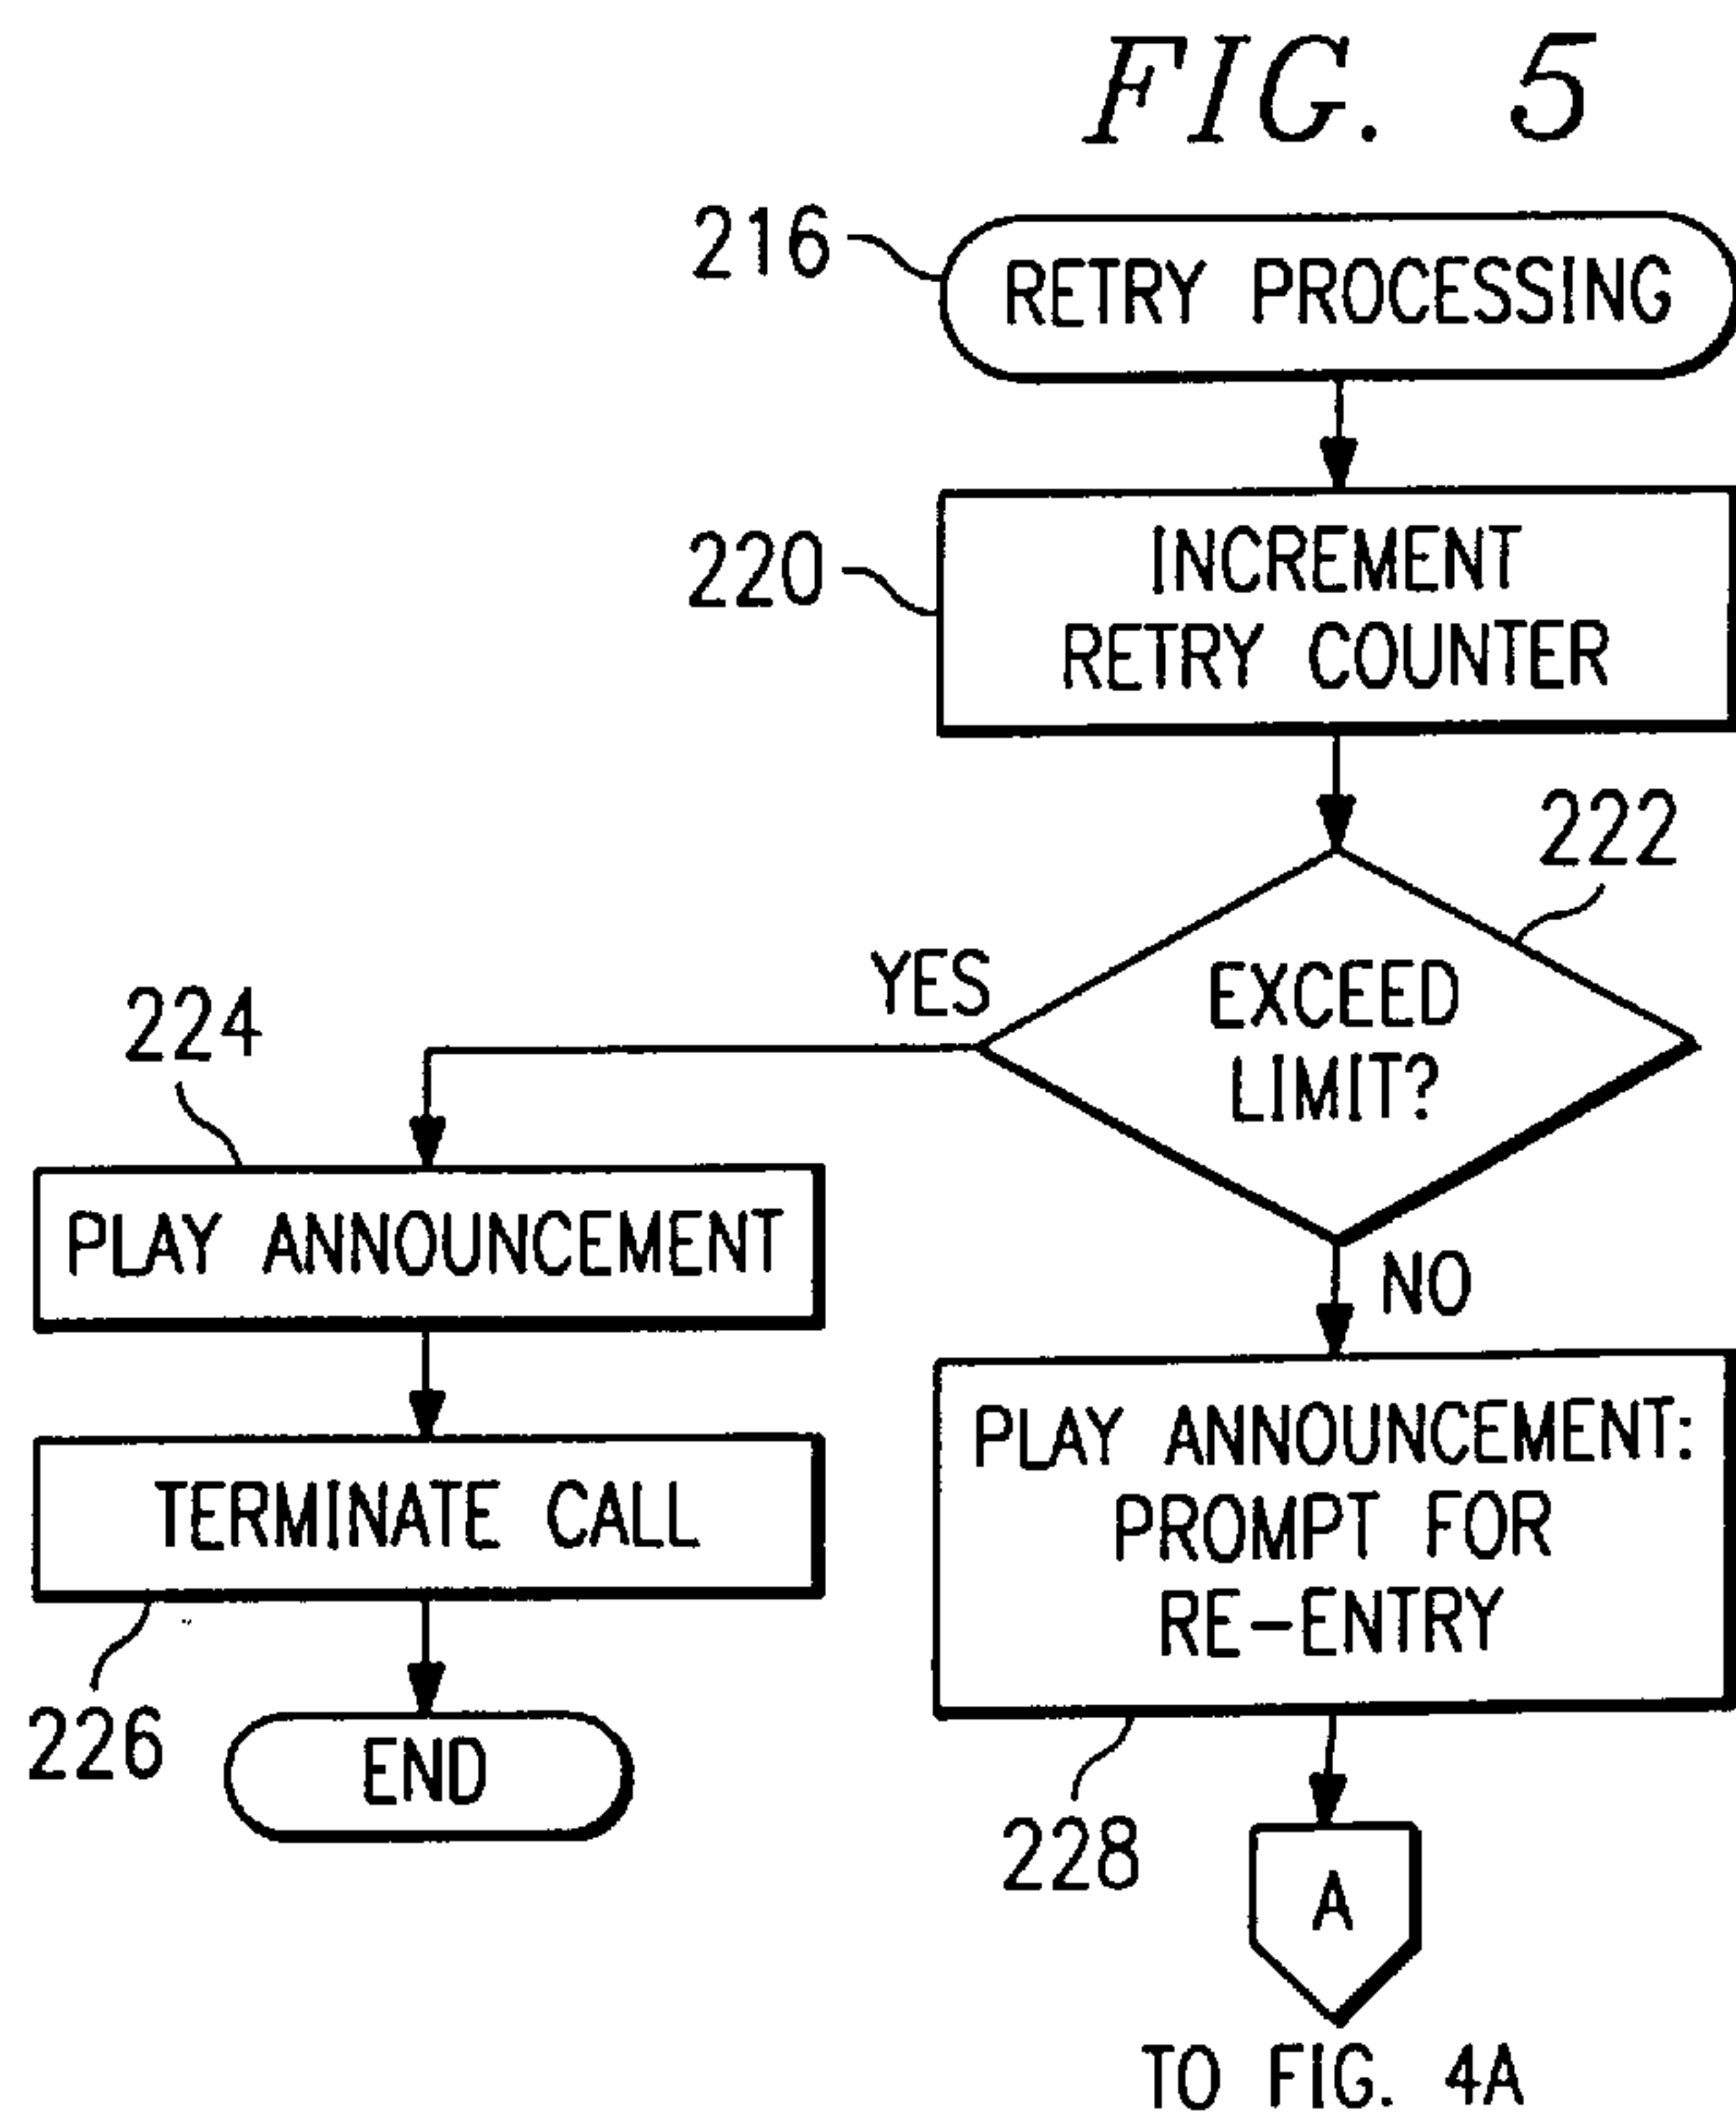 FIG. 5
216
RETRY PROCESSING
220
INCREMENT
RETRY COUNTER
222
EXCEED
LIMIT?
YES
NO
224
PLAY ANNOUNCEMENT
TERMINATE CALL
226
END
PLAY ANNOUNCEMENT:
PROMPT FOR
RE-ENTRY
228
A
TO FIG. 4A